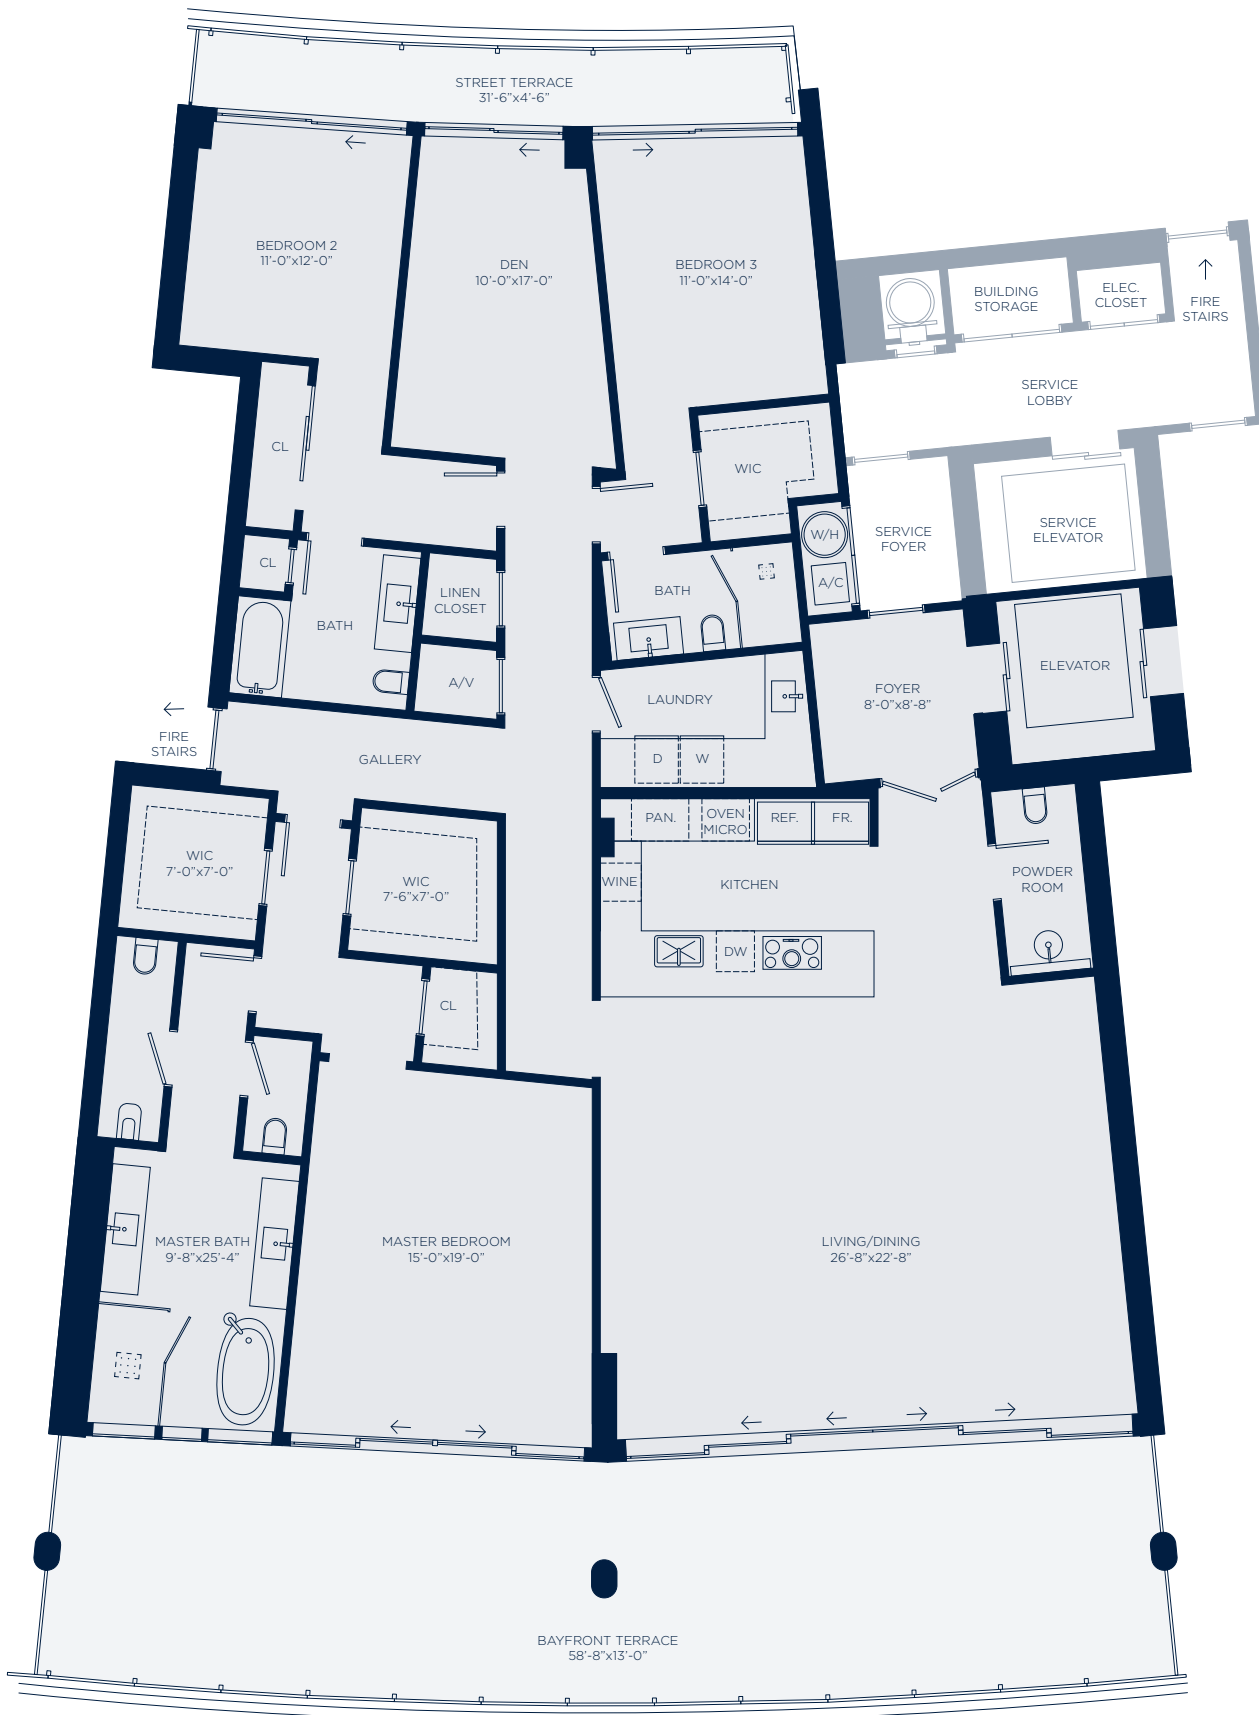 STREET TERRACE
31'-6"x4'-6"
BEDROOM 2
11'-0"x12'-0"
DEN
10'-0"x17'-0"
BEDROOM 3
11'-0"x14'-0"
BUILDING
STORAGE
ELEC.
CLOSET
FIRE
STAIRS
SERVICE
LOBBY
CL
WIC
W/H
SERVICE
FOYER
SERVICE
ELEVATOR
CL
LINEN
CLOSET
BATH
A/C
BATH
A/V
LAUNDRY
FOYER
8'-0"x8'-8"
ELEVATOR
FIRE
STAIRS
GALLERY
D
W
PAN.
OVEN
MICRO
REF.
FR.
WIC
7'-0"x7'-0"
WIC
7'-6"x7'-0"
WINE
KITCHEN
POWDER
ROOM
DW
CL
MASTER BATH
9'-8"x25'-4"
MASTER BEDROOM
15'-0"x19'-0"
LIVING/DINING
26'-8"x22'-8"
BAYFRONT TERRACE
58'-8"x13'-0"